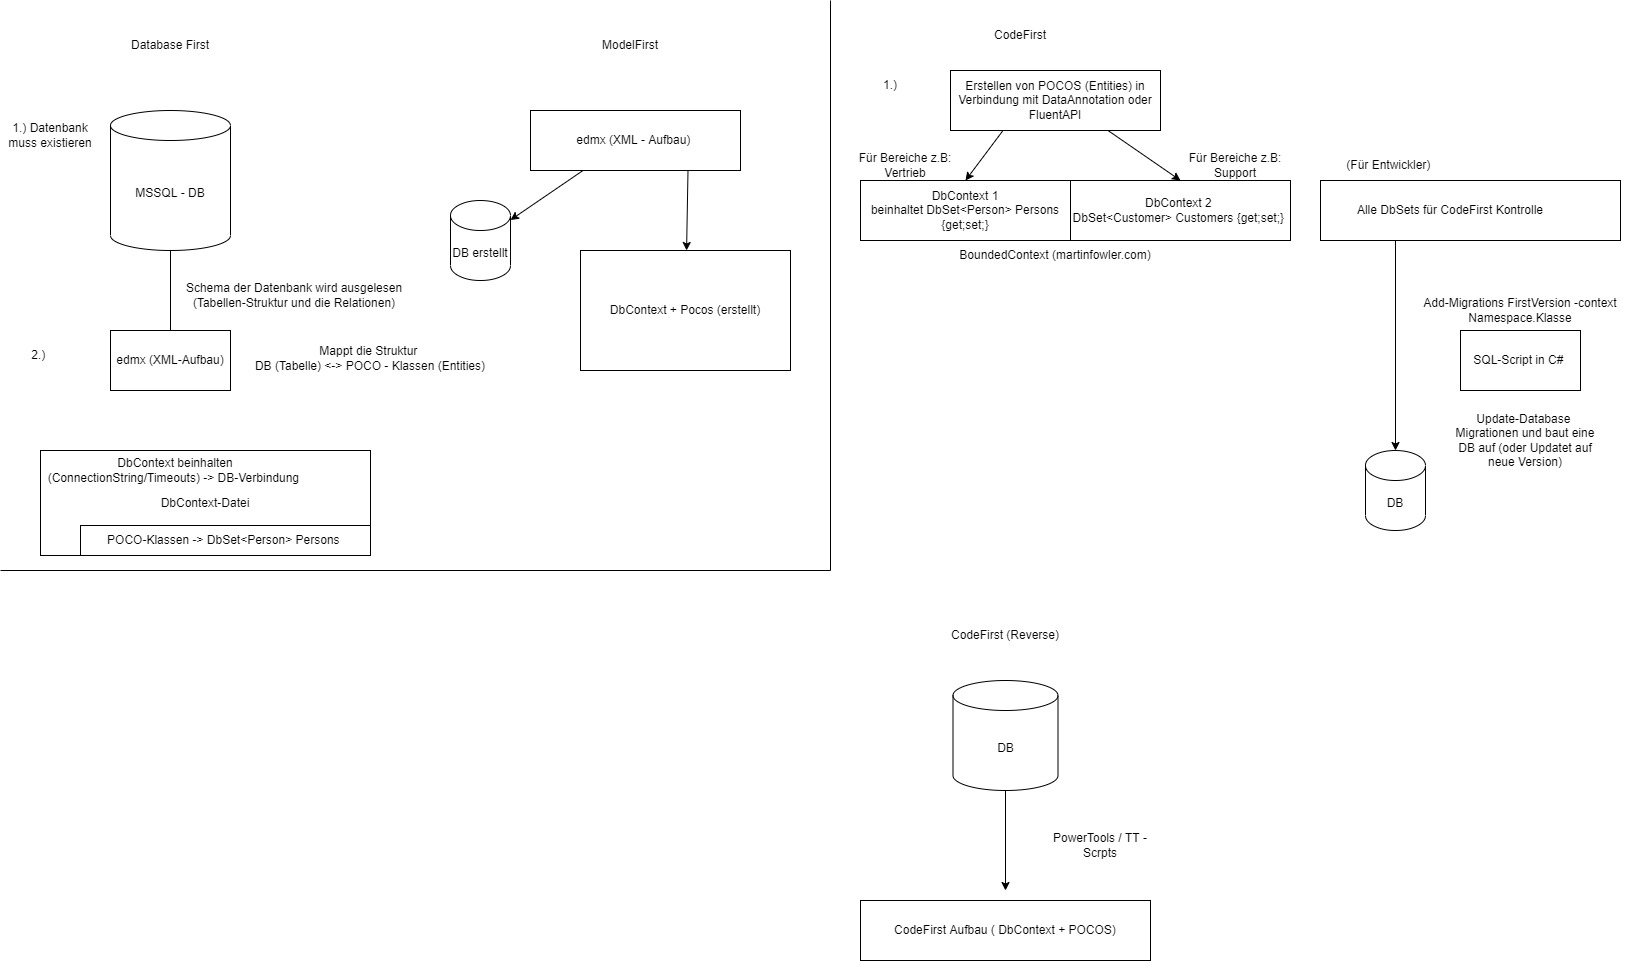 Database First
1.) Datenbank
muss existieren
MSSQL - DB
Schema der Datenbank wird ausgelesen
(Tabellen-Struktur und die Relationen)
2.)
edmx (XML-Aufbau)
Mappt die Struktur
DB (Tabelle) <-> POCO - Klassen (Entities)
DbContext beinhalten
(ConnectionString/Timeouts) -> DB-Verbindung
DbContext-Datei
POCO-Klassen -> DbSet<Person> Persons
ModelFirst
edmx (XML - Aufbau)
DB erstellt
DbContext + Pocos (erstellt)
CodeFirst
1.)
Erstellen von POCOS (Entities) in
Verbindung mit DataAnnotation oder
FluentAPI
Für Bereiche z.B:
Vertrieb
Für Bereiche z.B:
Support
DbContext 1
beinhaltet DbSet<Person> Persons
{get;set;}
DbContext 2
DbSet<Customer> Customers {get;set;}
BoundedContext (martinfowler.com)
(Für Entwickler)
Alle DbSets für CodeFirst Kontrolle
Add-Migrations FirstVersion -context
Namespace.Klasse
SQL-Script in C#
Update-Database
Migrationen und baut eine
DB auf (oder Updatet auf
neue Version)
DB
CodeFirst (Reverse)
DB
PowerTools / TT -
Scrpts
CodeFirst Aufbau ( DbContext + POCOS)